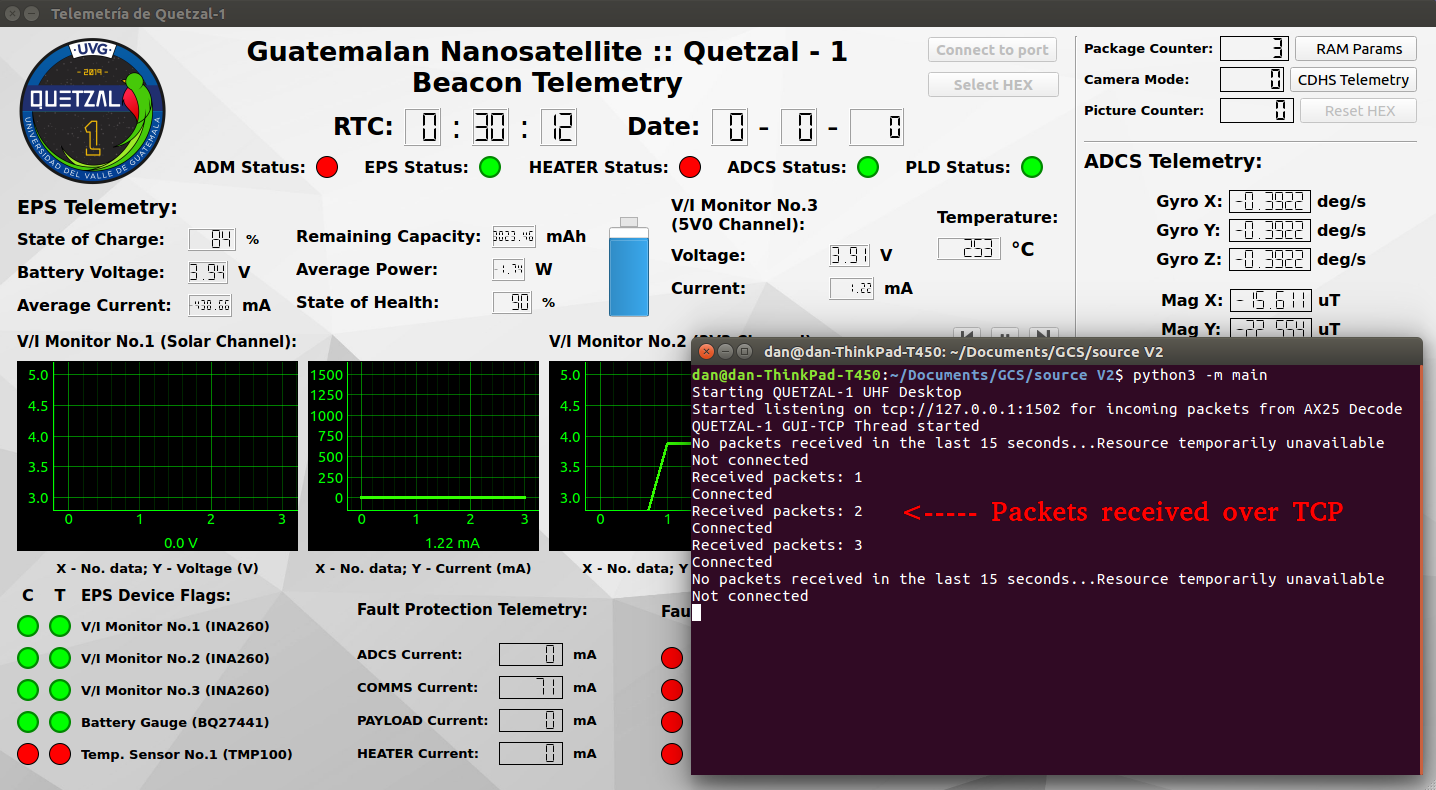 Telemetría de Quetzal-1
UVG
- 2019 -
QUETZAL
1
UNIVERSIDAD DEL VALLE DE GUATEMALA
Guatemalan Nanosatellite :: Quetzal - 1
Beacon Telemetry
RTC: 0 : 30 : 12 Date: 0 - 0 - 0
ADM Status: EPS Status: HEATER Status: ADCS Status: PLD Status:
Connect to port
Select HEX
Package Counter: 3 RAM Params
Camera Mode: 0 CDHS Telemetry
Picture Counter: 0 Reset HEX
EPS Telemetry:
State of Charge: 84 %
Battery Voltage: 3.94 V
Average Current: -438.66 mA
Remaining Capacity: mAh
Average Power: -1.74 W
State of Health: 90 %
V/I Monitor No.3
(5V0 Channel):
Voltage: 3.91 V
Current: 1.22 mA
Temperature:
253 °C
ADCS Telemetry:
Gyro X: -0.3922 deg/s
Gyro Y: -0.3922 deg/s
Gyro Z: -0.3922 deg/s
Mag X: -15.611 uT
Mag Y: -22.554 uT
V/I Monitor No.1 (Solar Channel):
5.0
4.5
4.0
3.5
3.0
0 1 2 3
0.0 V
X - No. data; Y - Voltage (V)
1500
1250
1000
750
500
250
0
0 1 2 3
1.22 mA
X - No. data; Y - Current (mA)
V/I Monitor No.2
5.0
4.5
4.0
3.5
3.0
0 1
X - No. data; Y
C T EPS Device Flags:
V/I Monitor No.1 (INA260)
V/I Monitor No.2 (INA260)
V/I Monitor No.3 (INA260)
Battery Gauge (BQ27441)
Temp. Sensor No.1 (TMP100)
Fault Protection Telemetry:
ADCS Current: 0 mA
COMMS Current: 71 mA
PAYLOAD Current: 0 mA
HEATER Current: 0 mA
Fau
dan@dan-ThinkPad-T450: ~/Documents/GCS/source V2
dan@dan-ThinkPad-T450:~/Documents/GCS/source V2$ python3 -m main
Starting QUETZAL-1 UHF Desktop
Started listening on tcp://127.0.0.1:1502 for incoming packets from AX25 Decode
QUETZAL-1 GUI-TCP Thread started
No packets received in the last 15 seconds...Resource temporarily unavailable
Not connected
Received packets: 1
Connected
Received packets: 2
<----- Packets received over TCP
Connected
Received packets: 3
Connected
No packets received in the last 15 seconds...Resource temporarily unavailable
Not connected